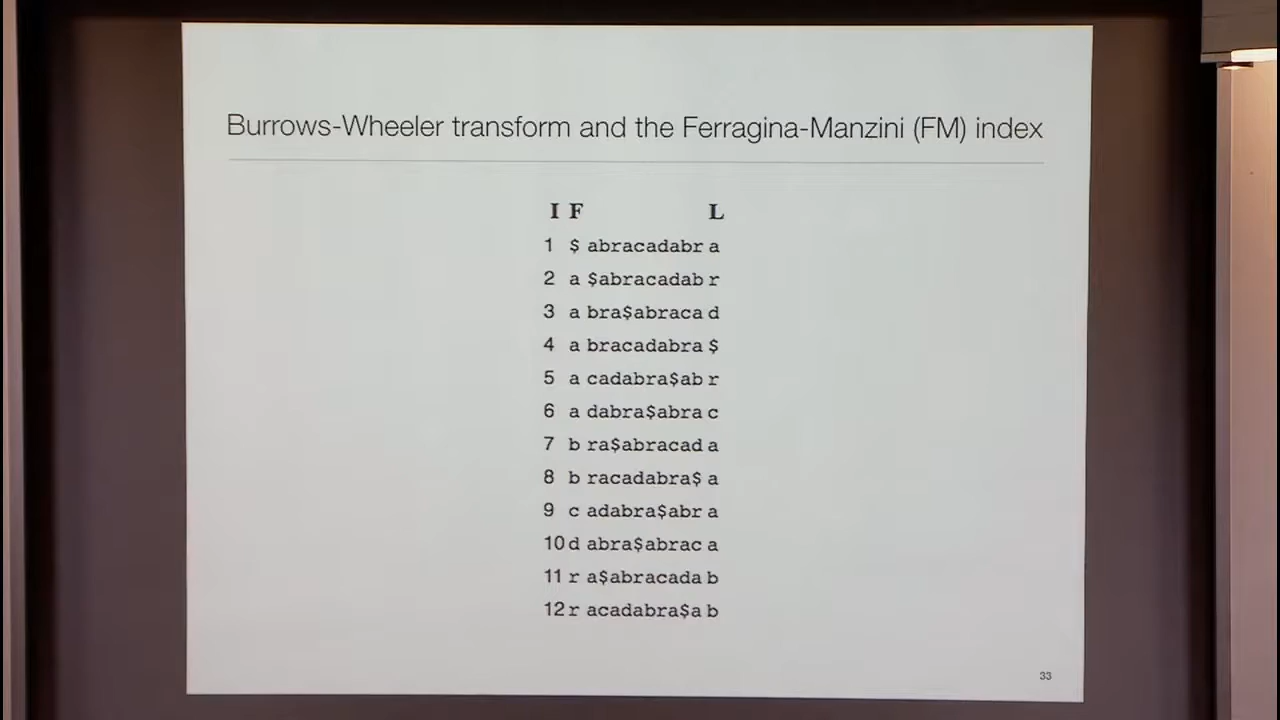 Burrows-Wheeler transform and the Ferragina-Manzini (FM) index
I F L
1 $ abracadabr a
2 a $abracadab r
3 a bra$abraca d
4 a bracadabra $
5 a cadabra$ab r
6 a dabra$abra c
7 b ra$abracad a
8 b racadabra$ a
9 c adabra$abr a
10 d abra$abrac a
11 r a$abracada b
12 r acadabra$a b
33